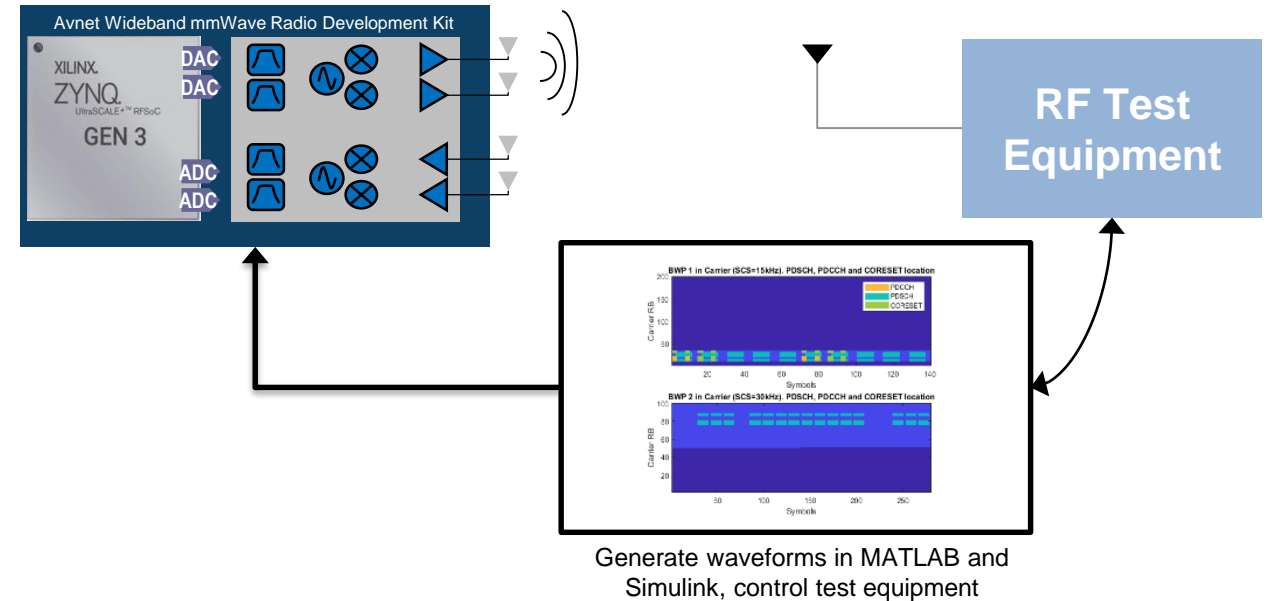 Avnet Wideband mmWave Radio Development Kit
XILINX.
ZYNQ.
UltraSCALE+™ RFSoC
GEN 3
DAC
DAC
ADC
ADC
RF Test
Equipment
BWP 1 in Carrier (SCS=15kHz). PDSCH, PDCCH and CORESET location
200
150
100
50
Carrier RB
PDCCH
PDSCH
CORESET
20 40 60 80 100 120 140
Symbols
BWP 2 in Carrier (SCS=30kHz). PDSCH, PDCCH and CORESET location
100
80
60
40
20
Carrier RB
50 100 150 200 250
Symbols
Generate waveforms in MATLAB and
Simulink, control test equipment